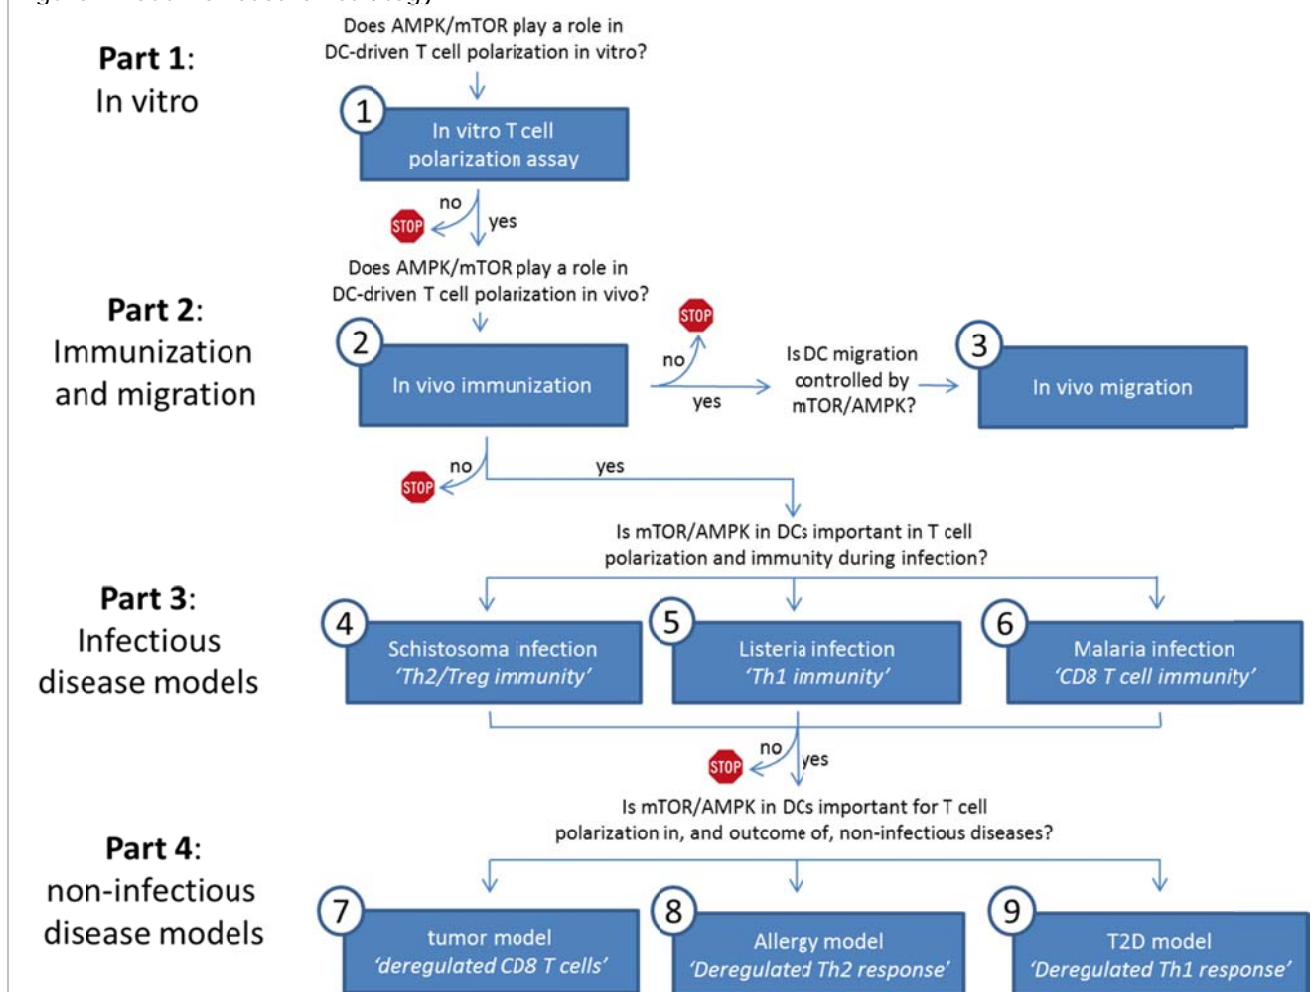 Does AMPK/mTOR play a role in
DC-driven T cell polarization in vitro?
Part 1:
In vitro
1
In vitro T cell
polarization assay
no
STOP
yes
Does AMPK/mTOR play a role in
DC-driven T cell polarization in vivo?
Part 2:
Immunization
and migration
2
In vivo immunization
STOP
no
yes
Is DC migration
controlled by
mTOR/AMPK?
3
In vivo migration
no
STOP
yes
Is mTOR/AMPK in DCs important in T cell
polarization and immunity during infection?
Part 3:
Infectious
disease models
4
Schistosoma infection
'Th2/Treg immunity'
5
Listeria infection
'Th1 immunity'
6
Malaria infection
'CD8 T cell immunity'
no
STOP
yes
Is mTOR/AMPK in DCs important for T cell
polarization in, and outcome of, non-infectious diseases?
Part 4:
non-infectious
disease models
7
tumor model
'deregulated CD8 T cells'
8
Allergy model
'Deregulated Th2 response'
9
T2D model
'Deregulated Th1 response'